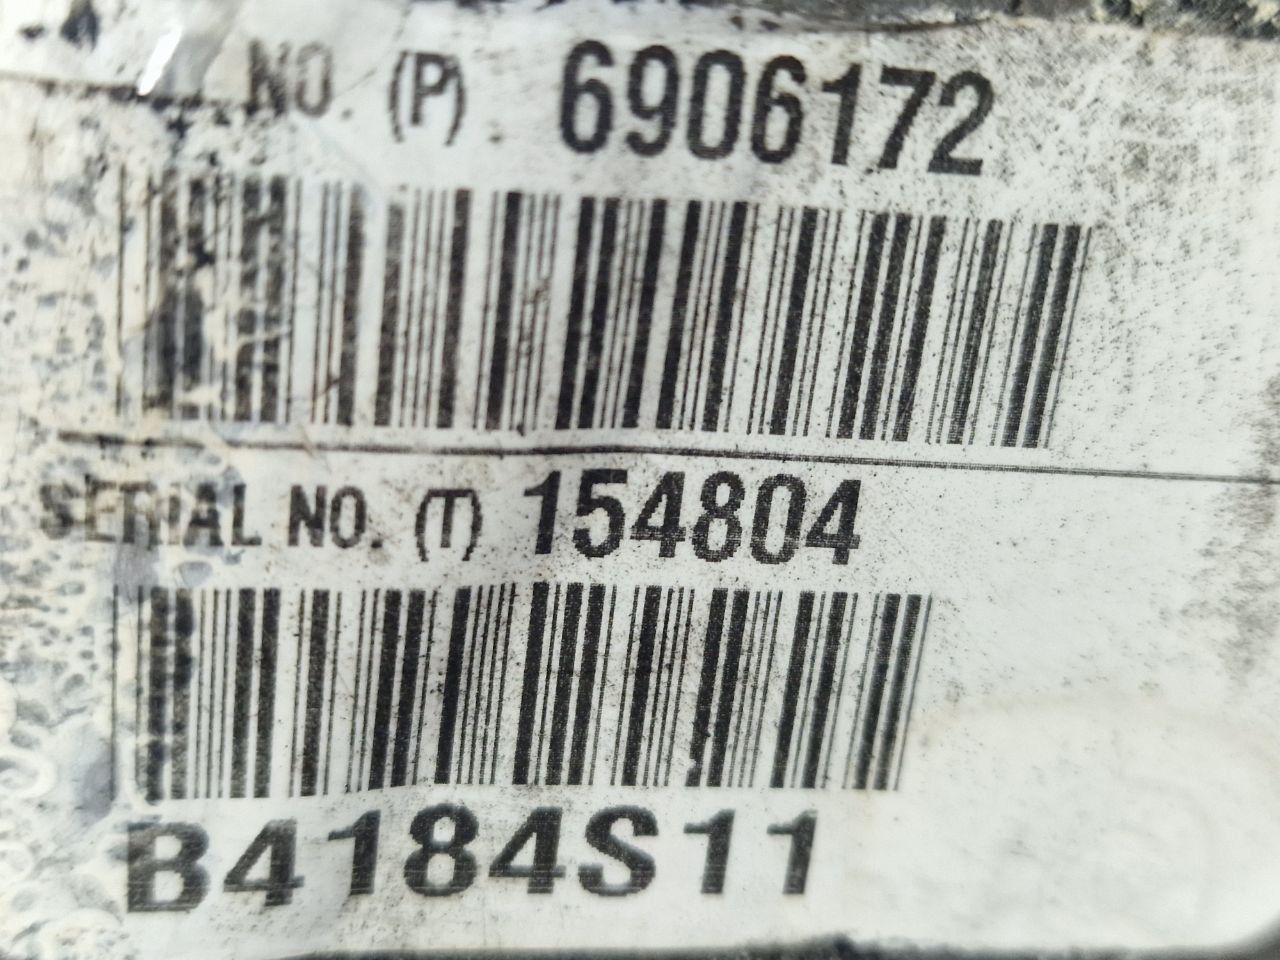 NO. (P) 6906172
SERIAL NO. (T) 154804
B4184S11